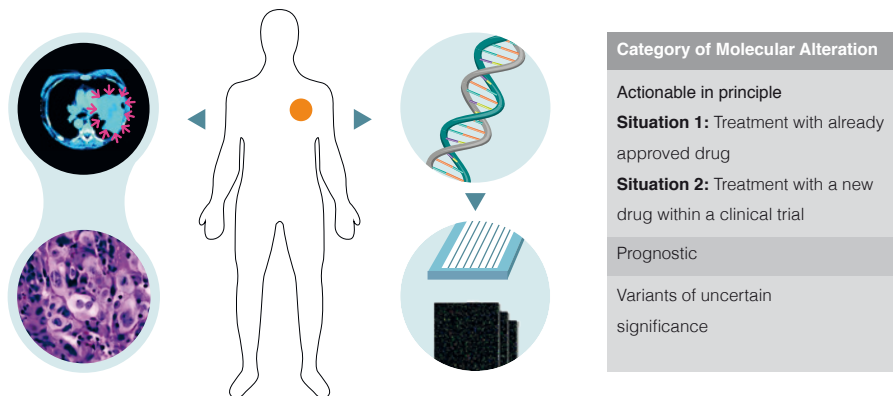 Category of Molecular Alteration
Actionable in principle
Situation 1: Treatment with already
approved drug
Situation 2: Treatment with a new
drug within a clinical trial
Prognostic
Variants of uncertain
significance